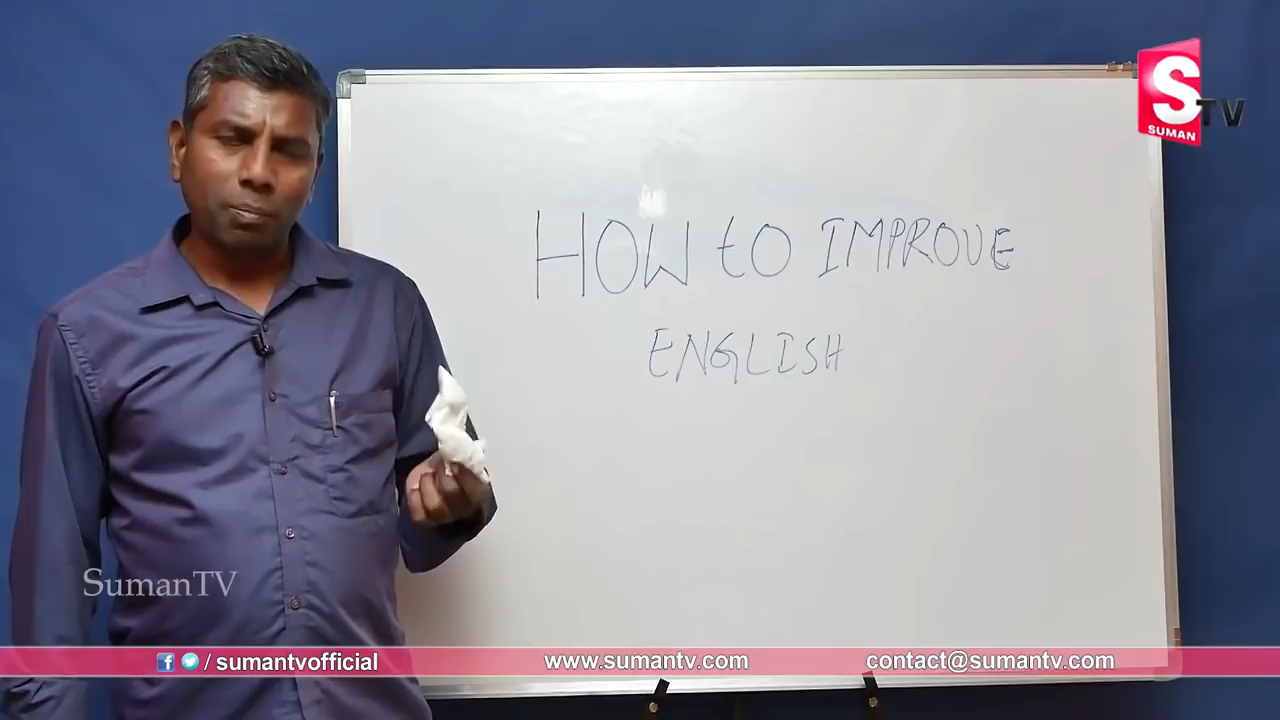 S
TV
SUMAN
HOW to IMPROVE
ENGLISH
SumanTV
f / sumantvofficial
www.sumantv.com
contact@sumantv.com